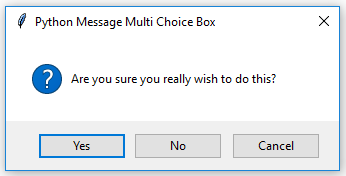 Python Message Multi Choice Box
Are you sure you really wish to do this?
Yes No Cancel